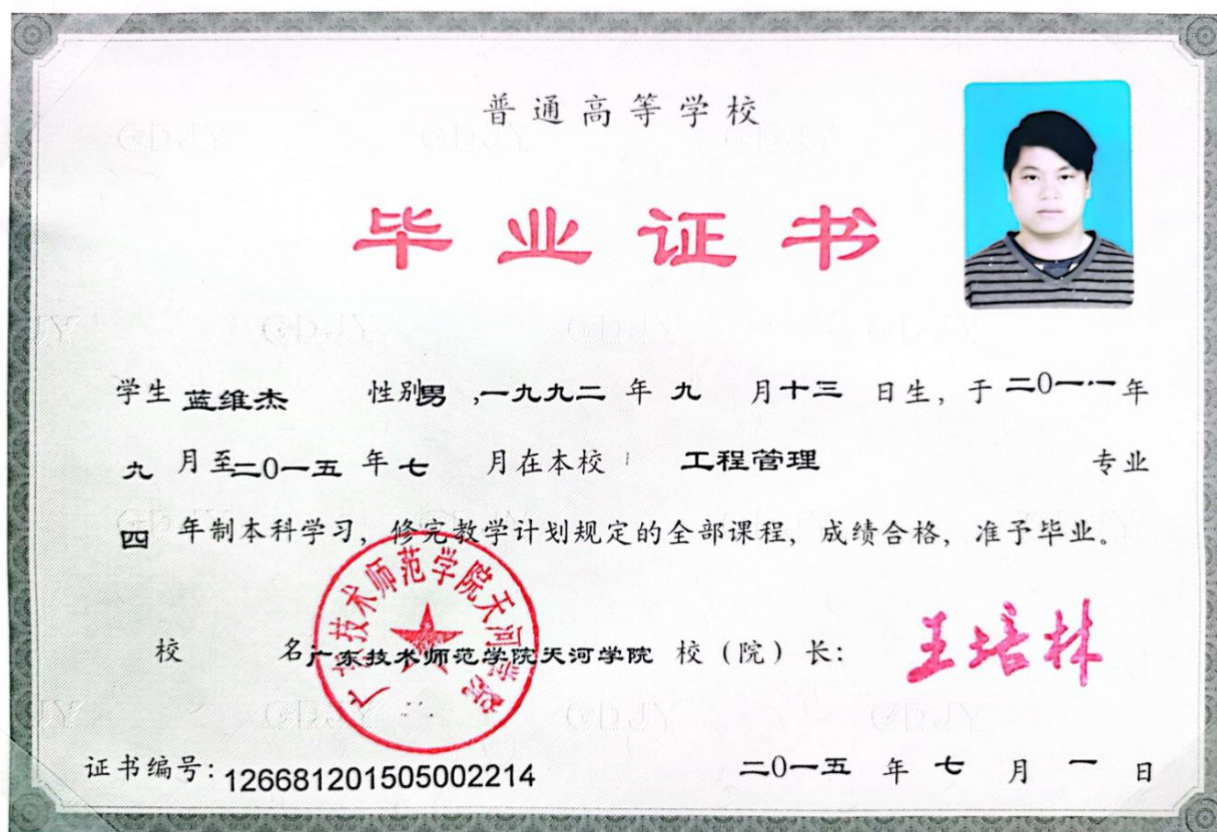 普通高等学校
毕业证书
学生 蓝维杰 性别男，一九九二 年 九 月十三 日生，于 二0一一年
九 月至二0一五 年 七 月在本校 工程管理 专业
四 年制本科学习，修完教学计划规定的全部课程，成绩合格，准予毕业。
广东技术师范学院天河学院
校 名广东技术师范学院天河学院 校（院）长： 王培林
证书编号：126681201505002214 二0一五 年 七 月 一 日